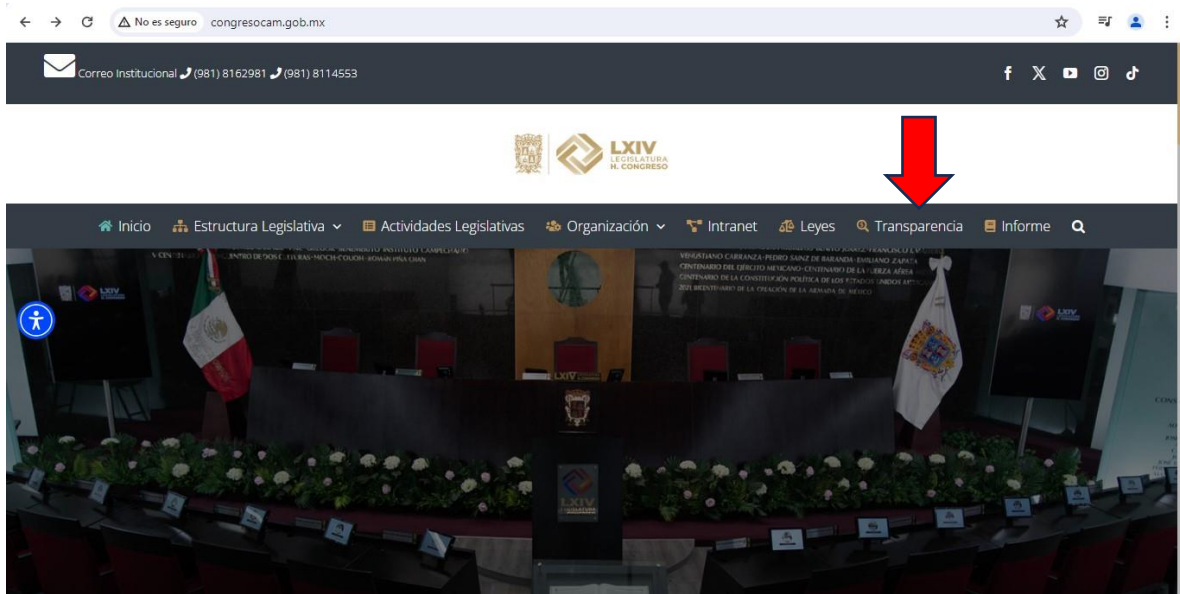 No es seguro congresocam.gob.mx
Correo Institucional (981) 8162981 (981) 8114553
LXIV
LEGISLATURA
H. CONGRESO
Inicio Estructura Legislativa Actividades Legislativas Organización Intranet Leyes Transparencia Informe
VENUSTIANO CARRANZA-PEDRO SAINZ DE BARANDA-EMILIANO ZAPATA
CENTENARIO DEL EJÉRCITO MEXICANO-CENTENARIO DE LA FUERZA AÉREA
CENTENARIO DE LA CONSTITUCIÓN POLÍTICA DE LOS ESTADOS UNIDOS
2021 BICENTENARIO DE LA CREACIÓN DE LA ARMADA DE MÉXICO
LXIV
LXIV
LXIV
LXIV